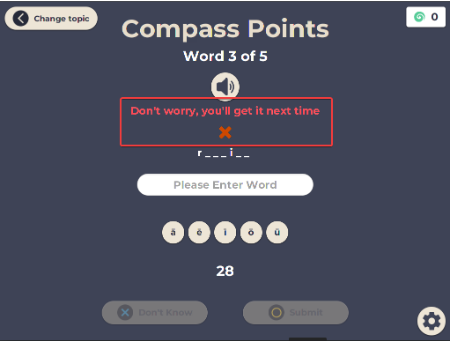 Change topic
0
Compass Points
Word 3 of 5
Don't worry, you'll get it next time
r _ _ _ i _ _
Please Enter Word
ā ē ī ō ū
28
Don't Know
Submit